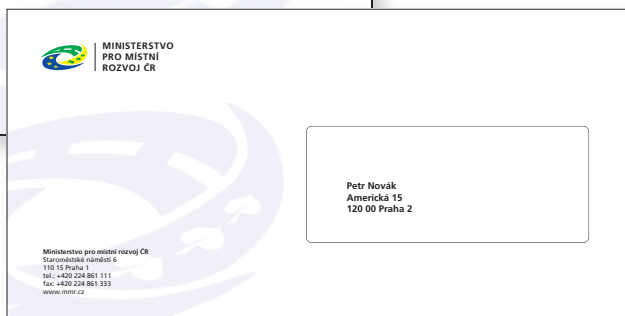 MINISTERSTVO
PRO MÍSTNÍ
ROZVOJ ČR
Petr Novák
Americká 15
120 00 Praha 2
Ministerstvo pro místní rozvoj ČR
Staroměstské náměstí 6
110 15 Praha 1
tel.: +420 224 861 111
fax: +420 224 861 333
www.mmr.cz